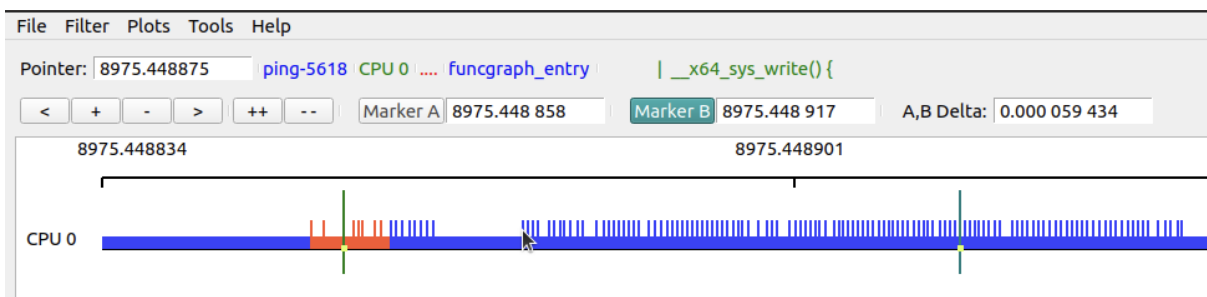 File Filter Plots Tools Help
Pointer: 8975.448875 ping-5618 CPU 0 .... funcgraph_entry | __x64_sys_write() {
< + - > ++ -- Marker A 8975.448 858 Marker B 8975.448 917 A,B Delta: 0.000 059 434
8975.448834 8975.448901
CPU 0